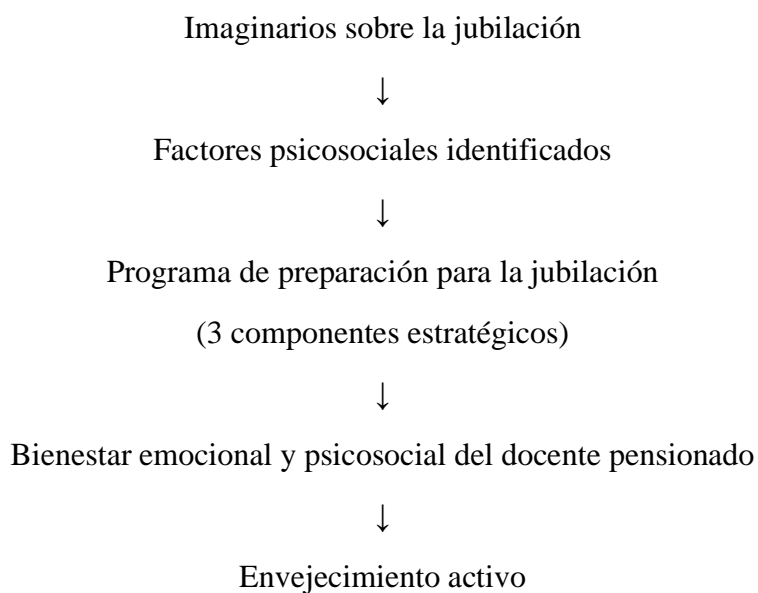 Imaginarios sobre la jubilación
↓
Factores psicosociales identificados
↓
Programa de preparación para la jubilación
(3 componentes estratégicos)
↓
Bienestar emocional y psicosocial del docente pensionado
↓
Envejecimiento activo